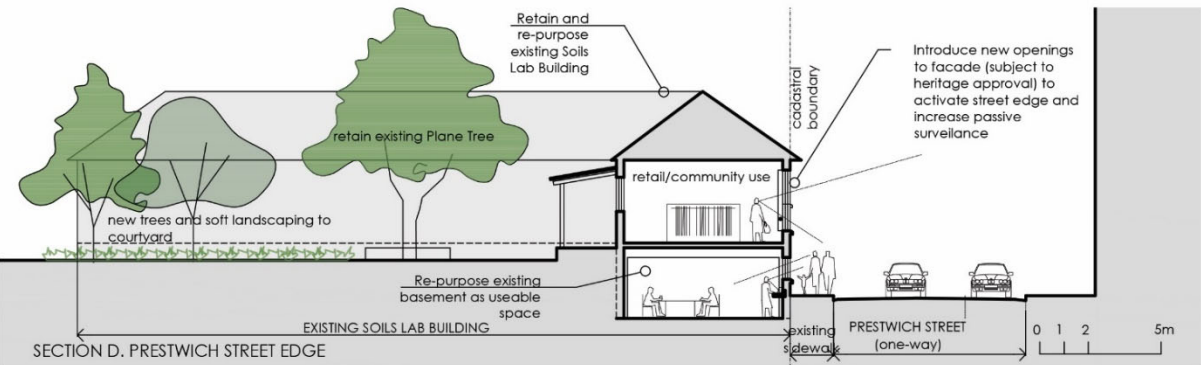 Retain and
re-purpose
existing Soils
Lab Building
cadastral
boundary
Introduce new openings
to facade (subject to
heritage approval) to
activate street edge and
increase passive
surveilance
retain existing Plane Tree
retail/community use
new trees and soft landscaping to
courtyard
Re-purpose existing
basement as useable
space
EXISTING SOILS LAB BUILDING
existing
sidewalk
PRESTWICH STREET
(one-way)
0 1 2 5m
SECTION D. PRESTWICH STREET EDGE